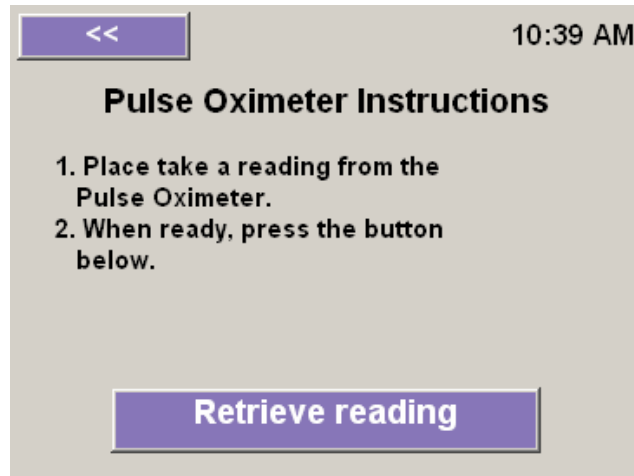 <<
10:39 AM
Pulse Oximeter Instructions
1. Place take a reading from the
Pulse Oximeter.
2. When ready, press the button
below.
Retrieve reading